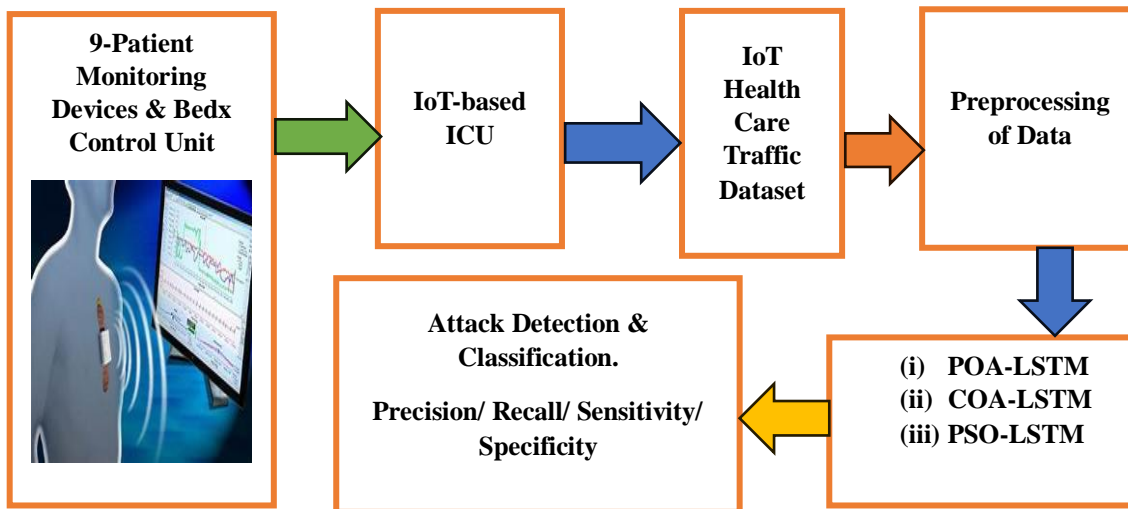 9-Patient
Monitoring
Devices & Bedx
Control Unit
IoT-based
ICU
IoT
Health
Care
Traffic
Dataset
Preprocessing
of Data
(i) POA-LSTM
(ii) COA-LSTM
(iii) PSO-LSTM
Attack Detection &
Classification.
Precision/ Recall/ Sensitivity/
Specificity